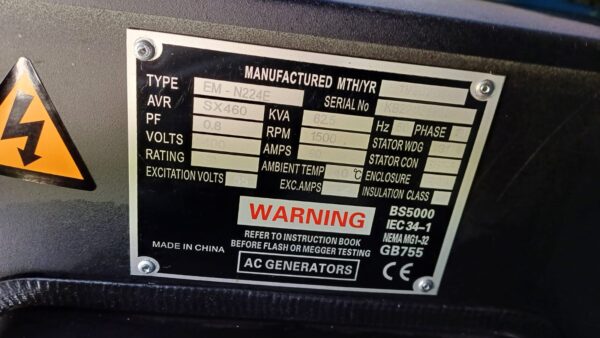 MANUFACTURED MTH/YR
TYPE EM - N224F SERIAL No
AVR SX460 KVA 62.5 Hz PHASE
PF 0.8 RPM 1500 STATOR WDG
VOLTS 400 AMPS STATOR CON
RATING AMBIENT TEMP 40 °C ENCLOSURE
EXCITATION VOLTS EXC.AMPS INSULATION CLASS
WARNING
REFER TO INSTRUCTION BOOK
BEFORE FLASH OR MEGGER TESTING
MADE IN CHINA
AC GENERATORS
BS5000
IEC 34-1
NEMA MG1-32
GB755
CE